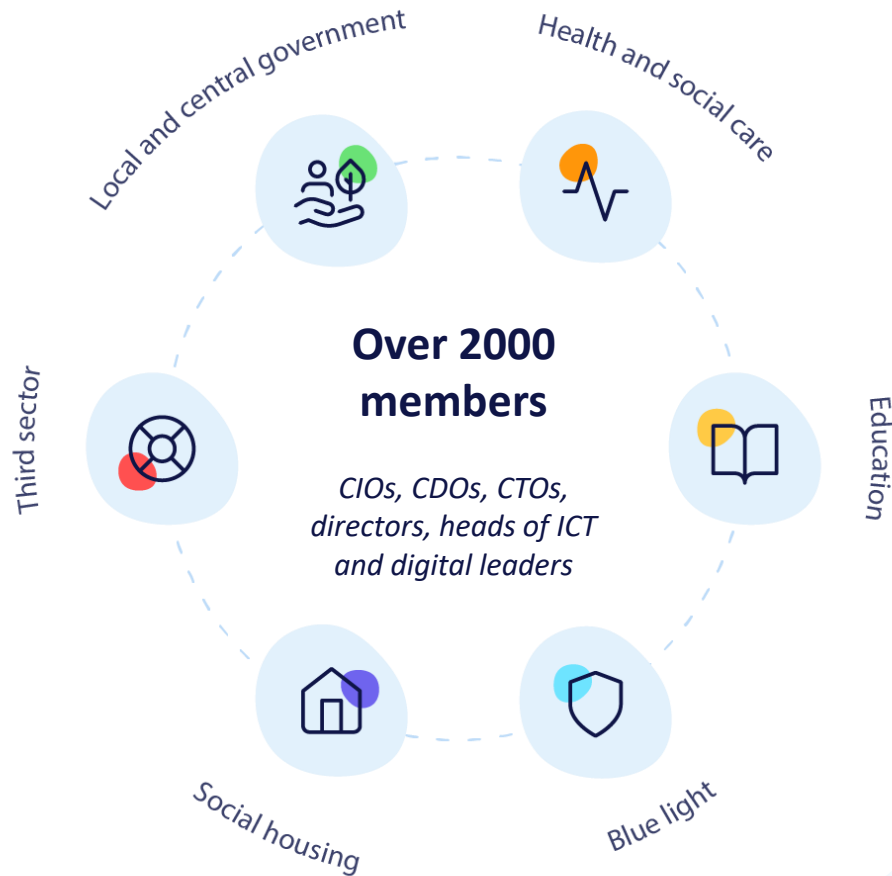 Local and central government
Health and social care
Third sector
Over 2000
members
Education
CIOs, CDOs, CTOs,
directors, heads of ICT
and digital leaders
Social housing
Blue light